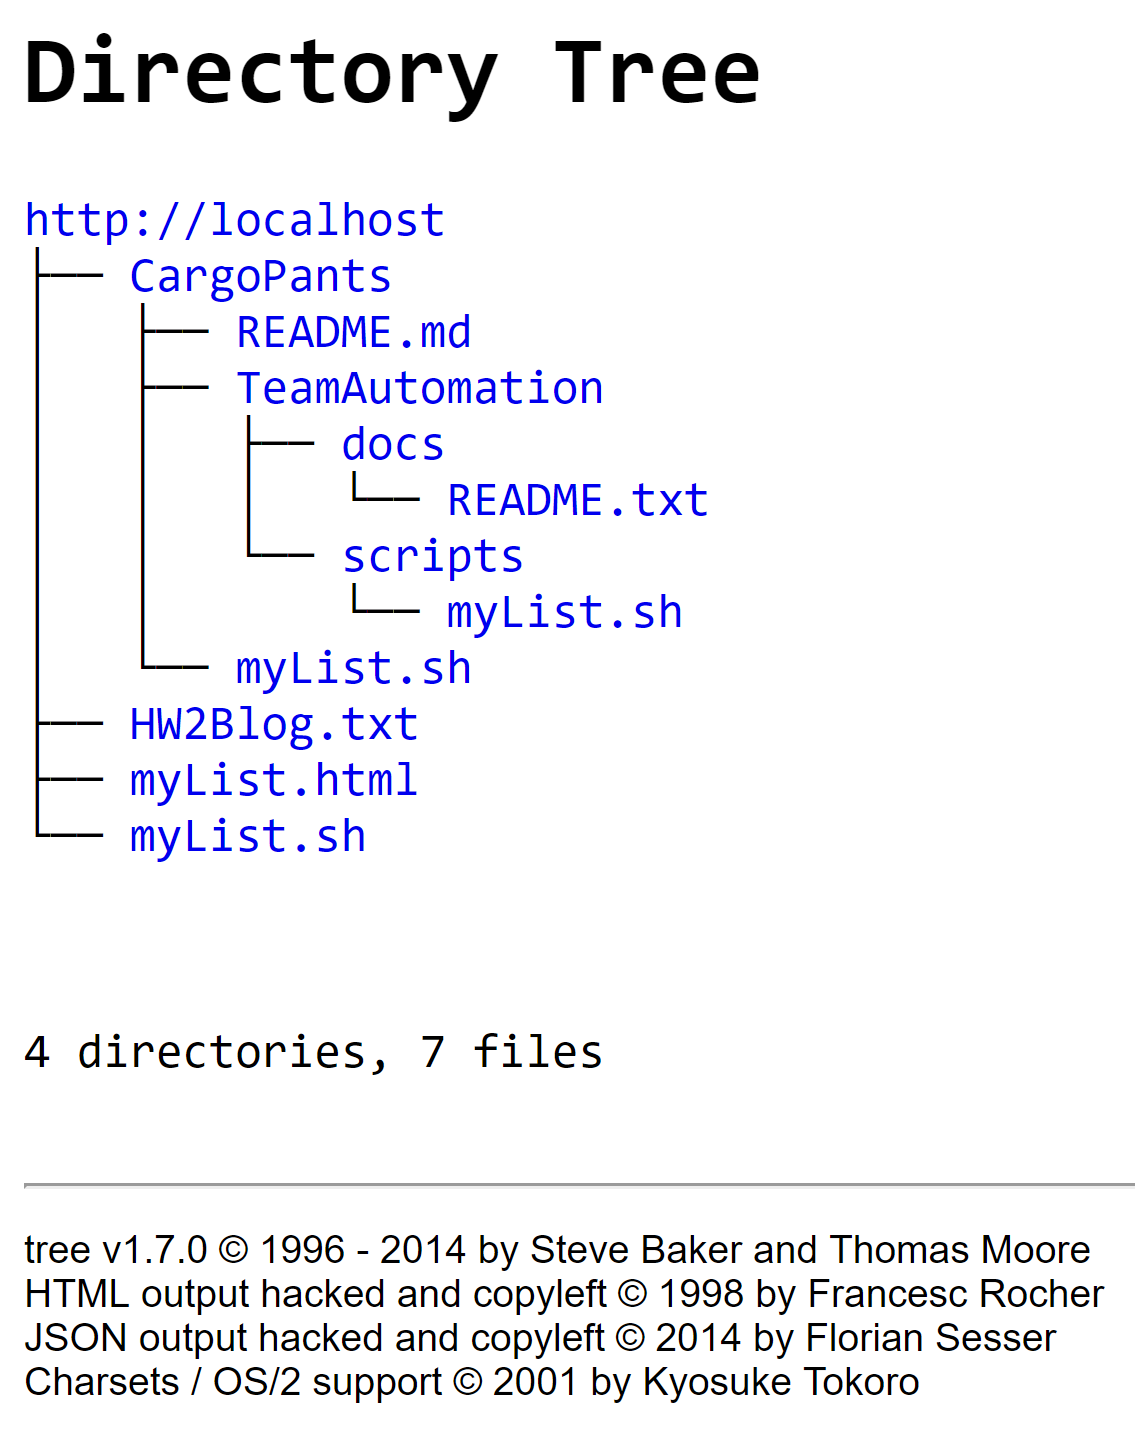 Directory Tree
http://localhost
├── CargoPants
│   ├── README.md
│   ├── TeamAutomation
│   │   ├── docs
│   │   │   └── README.txt
│   │   └── scripts
│   │       └── myList.sh
│   └── myList.sh
├── HW2Blog.txt
├── myList.html
└── myList.sh
4 directories, 7 files
tree v1.7.0 © 1996 - 2014 by Steve Baker and Thomas Moore
HTML output hacked and copyleft © 1998 by Francesc Rocher
JSON output hacked and copyleft © 2014 by Florian Sesser
Charsets / OS/2 support © 2001 by Kyosuke Tokoro